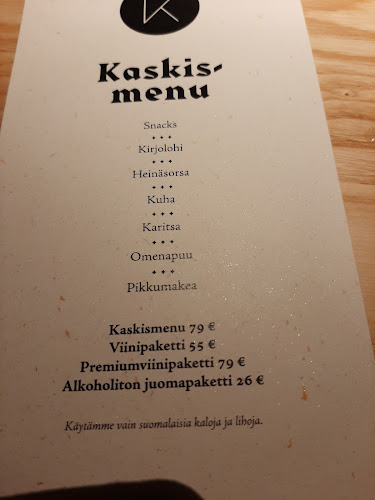 K
Kaskis-
menu
Snacks
Kirjolohi
Heinäsorsa
Kuha
Karitsa
Omenapuu
Pikkumakea
Kaskismenu 79 €
Viinipaketti 55 €
Premiumviinipaketti 79 €
Alkoholiton juomapaketti 26 €
Käytämme vain suomalaisia kaloja ja lihoja.